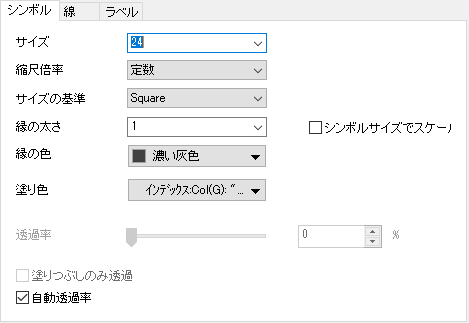 シンボル 線 ラベル
サイズ 24
縮尺倍率 定数
サイズの基準 Square
縁の太さ 1 シンボルサイズでスケール
縁の色 濃い灰色
塗り色 インデックス:Col(G): "...
透過率 0 %
塗りつぶしのみ透過
自動透過率